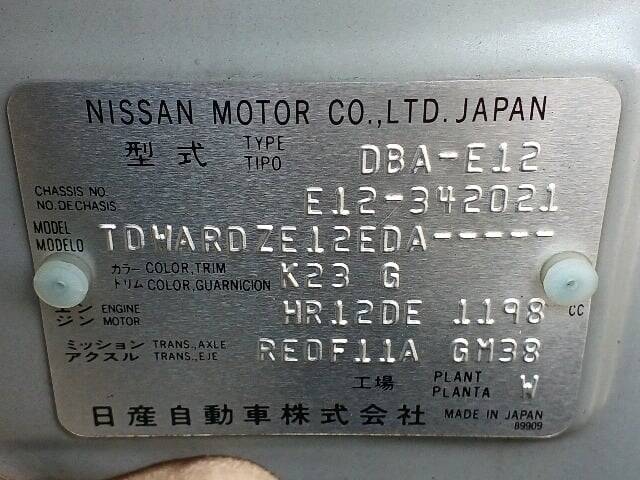 NISSAN MOTOR CO.,LTD. JAPAN
型式 TYPE TIPO DBA-E12
CHASSIS NO. NO. DE CHASIS E12-342021
MODEL MODELO TDWARDZE12EDA-----
カラー COLOR,TRIM トリム COLOR,GUARNICION K23 G
エンジン ENGINE MOTOR HR12DE 1198 CC
ミッション TRANS.,AXLE アクスル TRANS.,EJE RE0F11A GM38
工場 PLANT PLANTA W
日産自動車株式会社 MADE IN JAPAN
89909